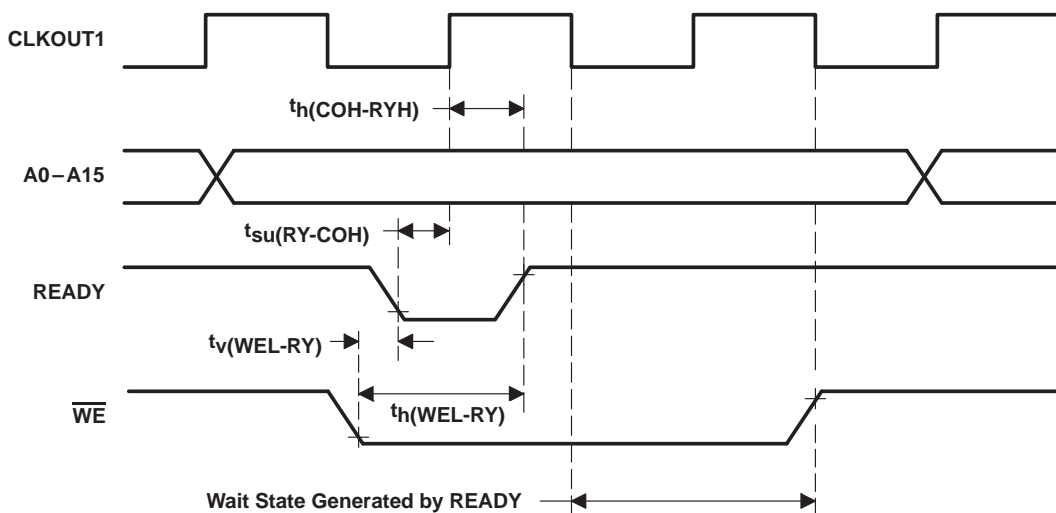 CLKOUT1
th(COH-RYH)
A0–A15
tsu(RY-COH)
READY
tv(WEL-RY)
th(WEL-RY)
WE
Wait State Generated by READY